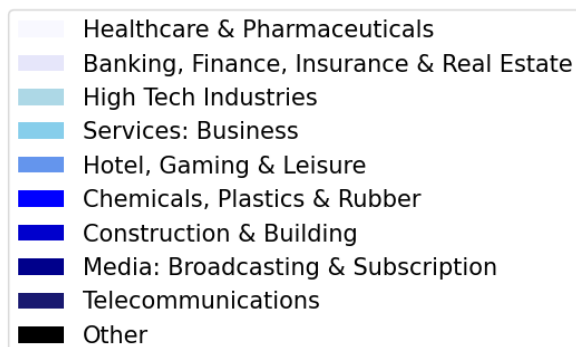 Healthcare & Pharmaceuticals
Banking, Finance, Insurance & Real Estate
High Tech Industries
Services: Business
Hotel, Gaming & Leisure
Chemicals, Plastics & Rubber
Construction & Building
Media: Broadcasting & Subscription
Telecommunications
Other